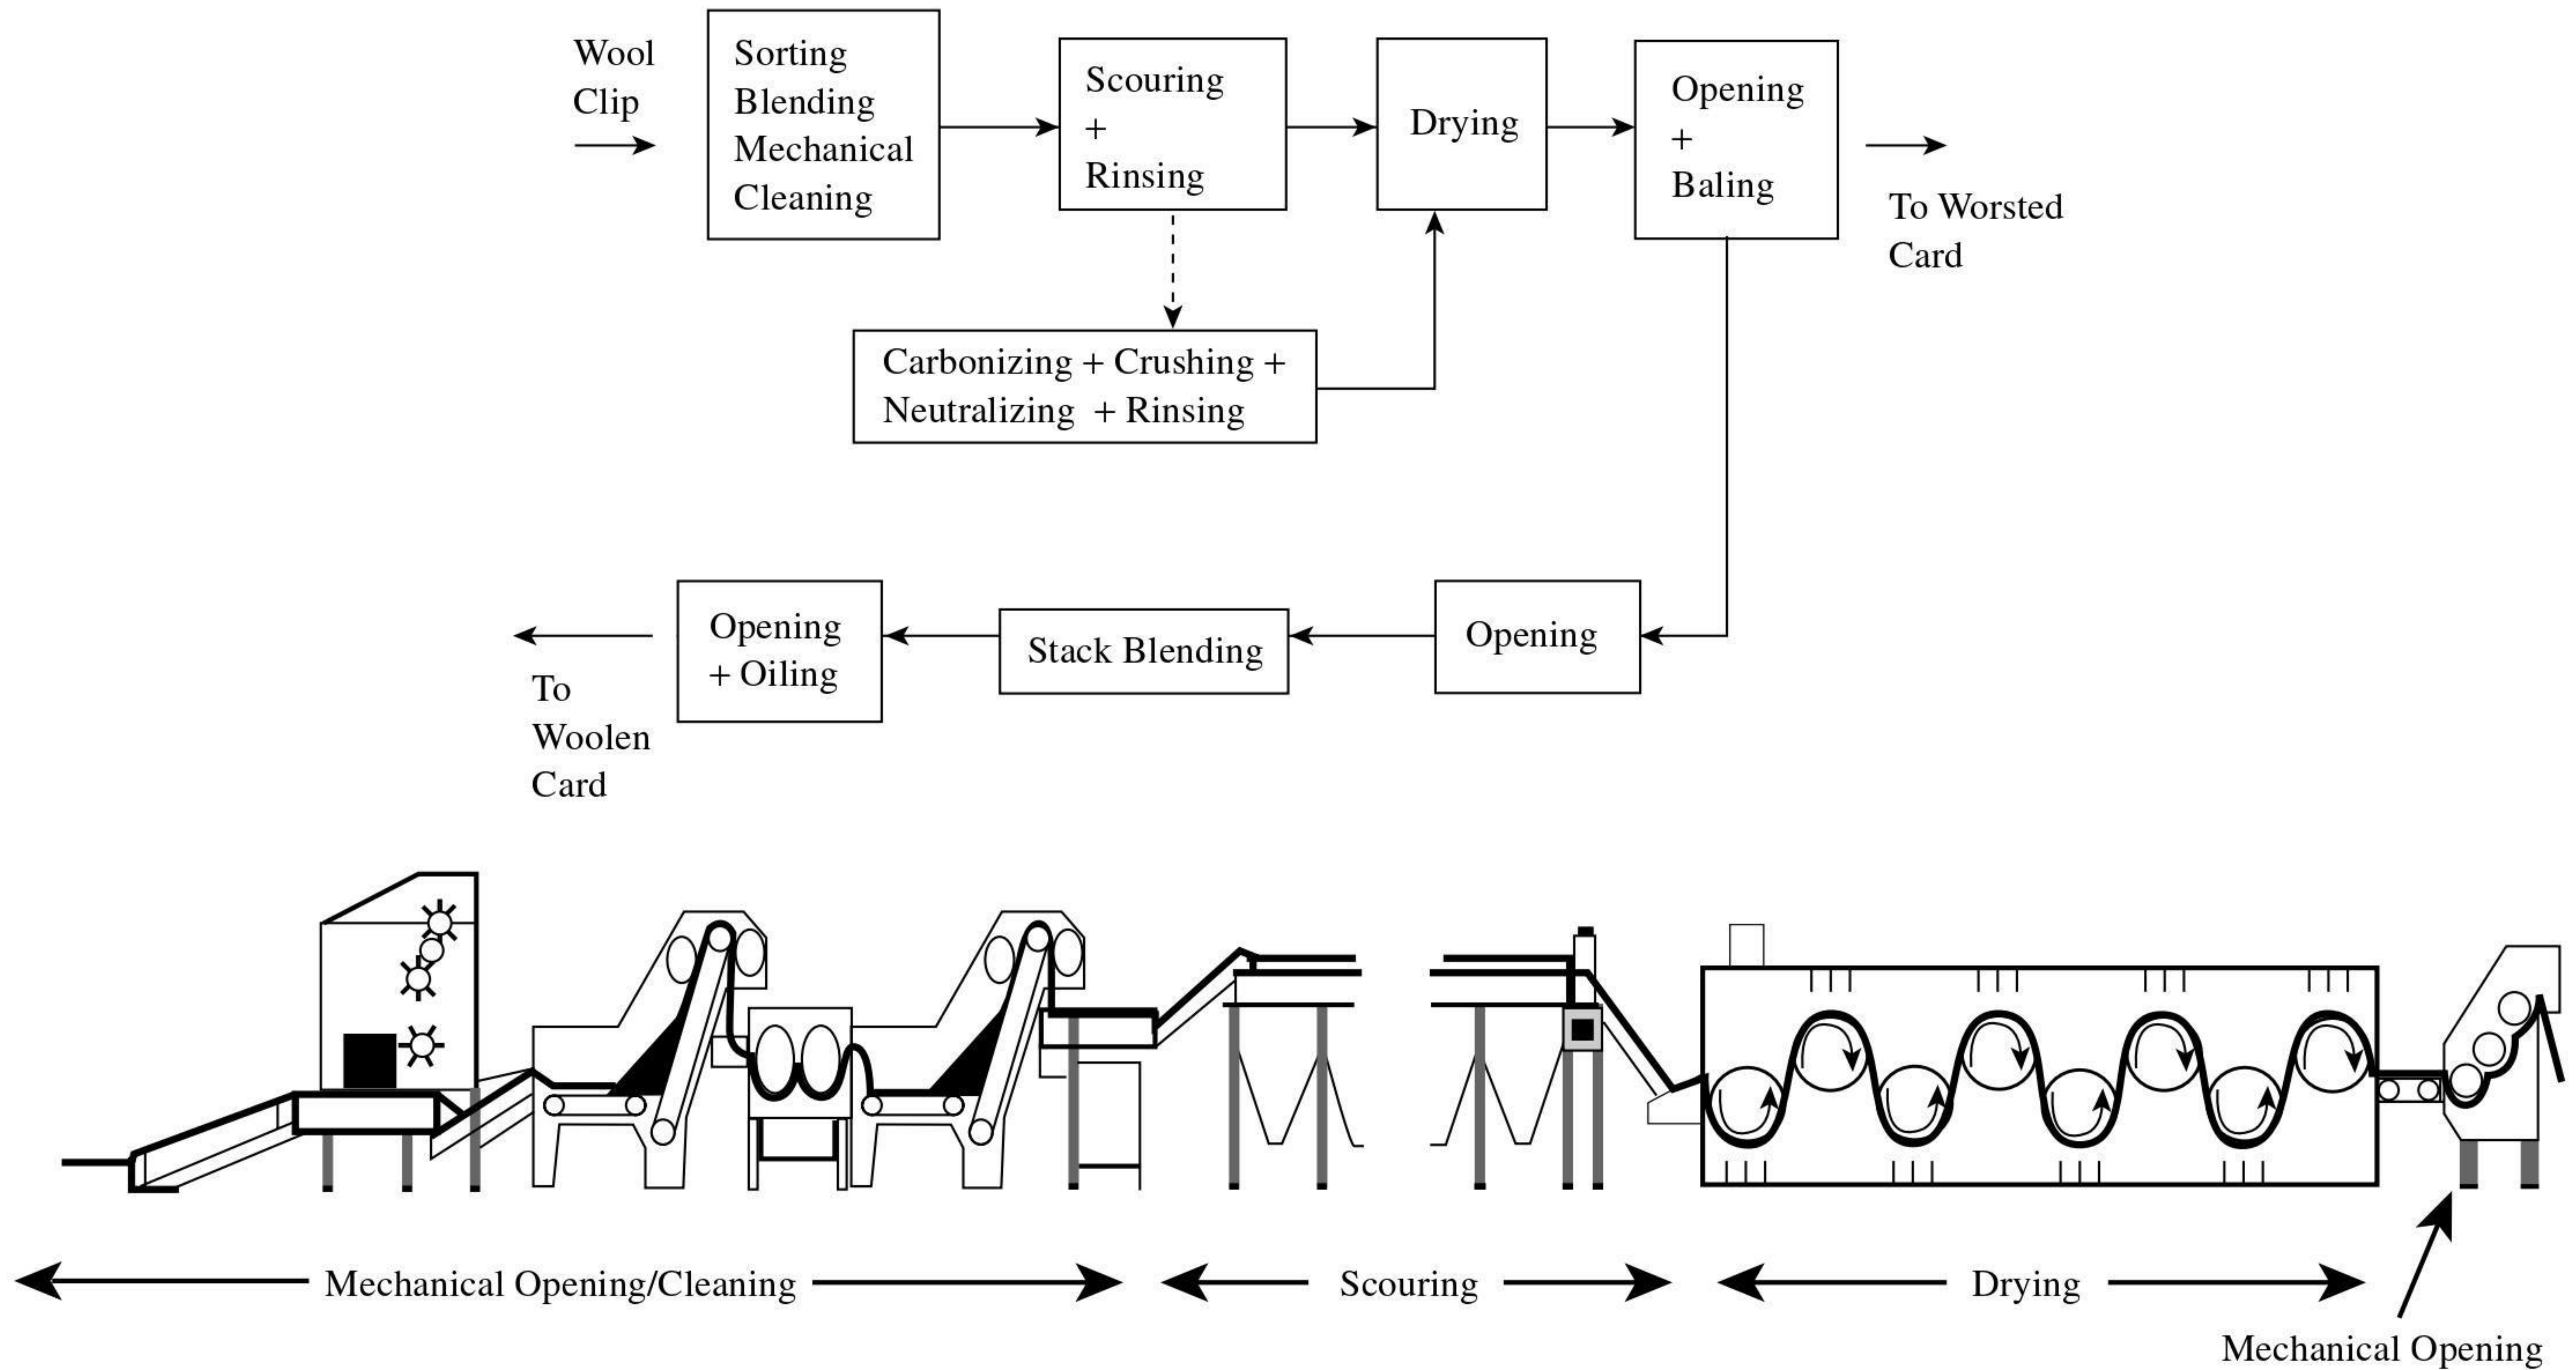 Wool
Clip
Sorting
Blending
Mechanical
Cleaning
Scouring
+
Rinsing
Drying
Opening
+
Baling
To Worsted
Card
Carbonizing + Crushing +
Neutralizing + Rinsing
Opening
Stack Blending
Opening
+ Oiling
To
Woolen
Card
Mechanical Opening/Cleaning
Scouring
Drying
Mechanical Opening